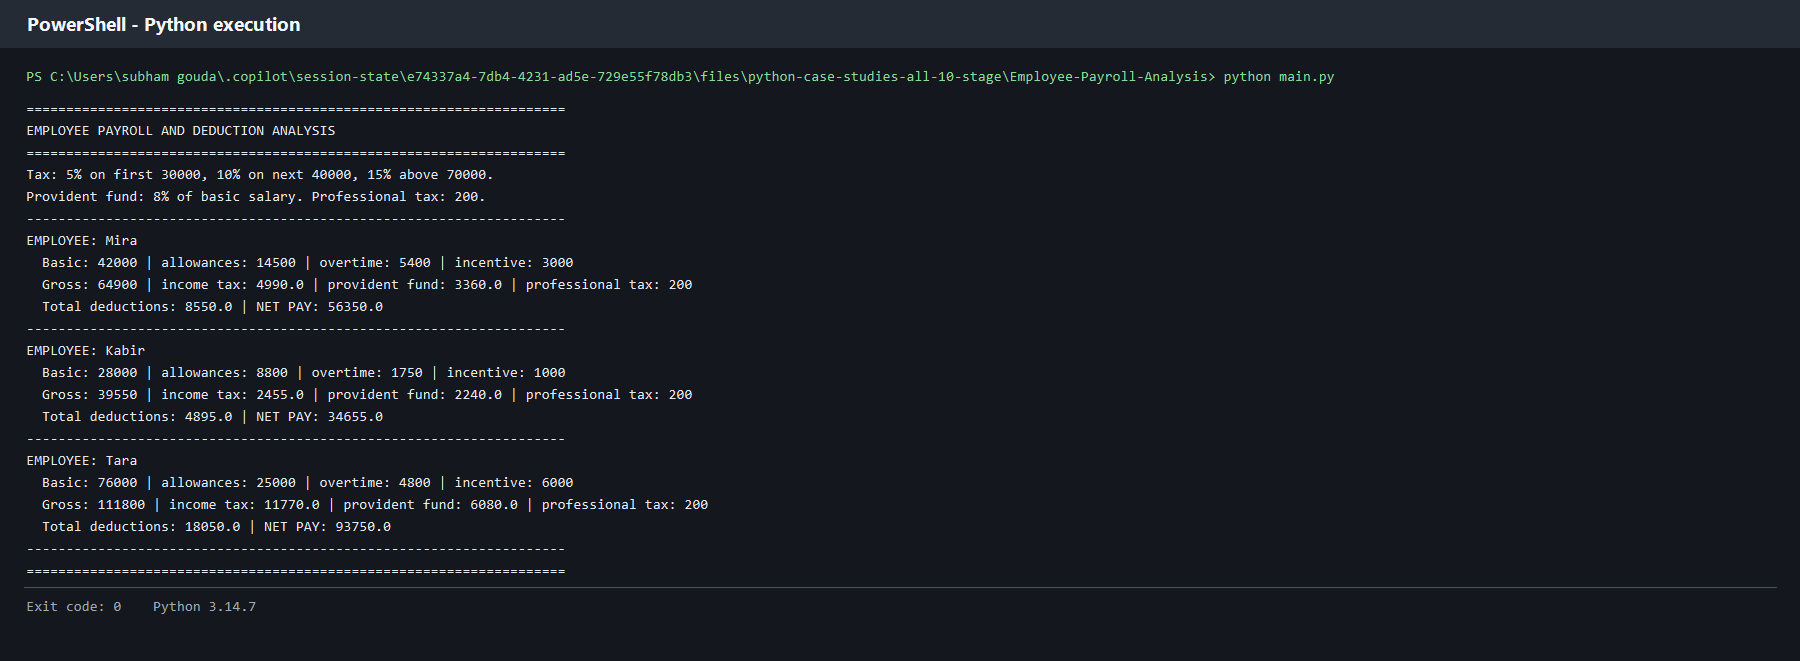 PowerShell - Python execution
PS C:\Users\subham gouda\.copilot\session-state\e74337a4-7db4-4231-ad5e-729e55f78db3\files\python-case-studies-all-10-stage\Employee-Payroll-Analysis> python main.py
====================================================================
EMPLOYEE PAYROLL AND DEDUCTION ANALYSIS
====================================================================
Tax: 5% on first 30000, 10% on next 40000, 15% above 70000.
Provident fund: 8% of basic salary. Professional tax: 200.
--------------------------------------------------------------------
EMPLOYEE: Mira
  Basic: 42000 | allowances: 14500 | overtime: 5400 | incentive: 3000
  Gross: 64900 | income tax: 4990.0 | provident fund: 3360.0 | professional tax: 200
  Total deductions: 8550.0 | NET PAY: 56350.0
--------------------------------------------------------------------
EMPLOYEE: Kabir
  Basic: 28000 | allowances: 8800 | overtime: 1750 | incentive: 1000
  Gross: 39550 | income tax: 2455.0 | provident fund: 2240.0 | professional tax: 200
  Total deductions: 4895.0 | NET PAY: 34655.0
--------------------------------------------------------------------
EMPLOYEE: Tara
  Basic: 76000 | allowances: 25000 | overtime: 4800 | incentive: 6000
  Gross: 111800 | income tax: 11770.0 | provident fund: 6080.0 | professional tax: 200
  Total deductions: 18050.0 | NET PAY: 93750.0
--------------------------------------------------------------------
====================================================================
Exit code: 0    Python 3.14.7